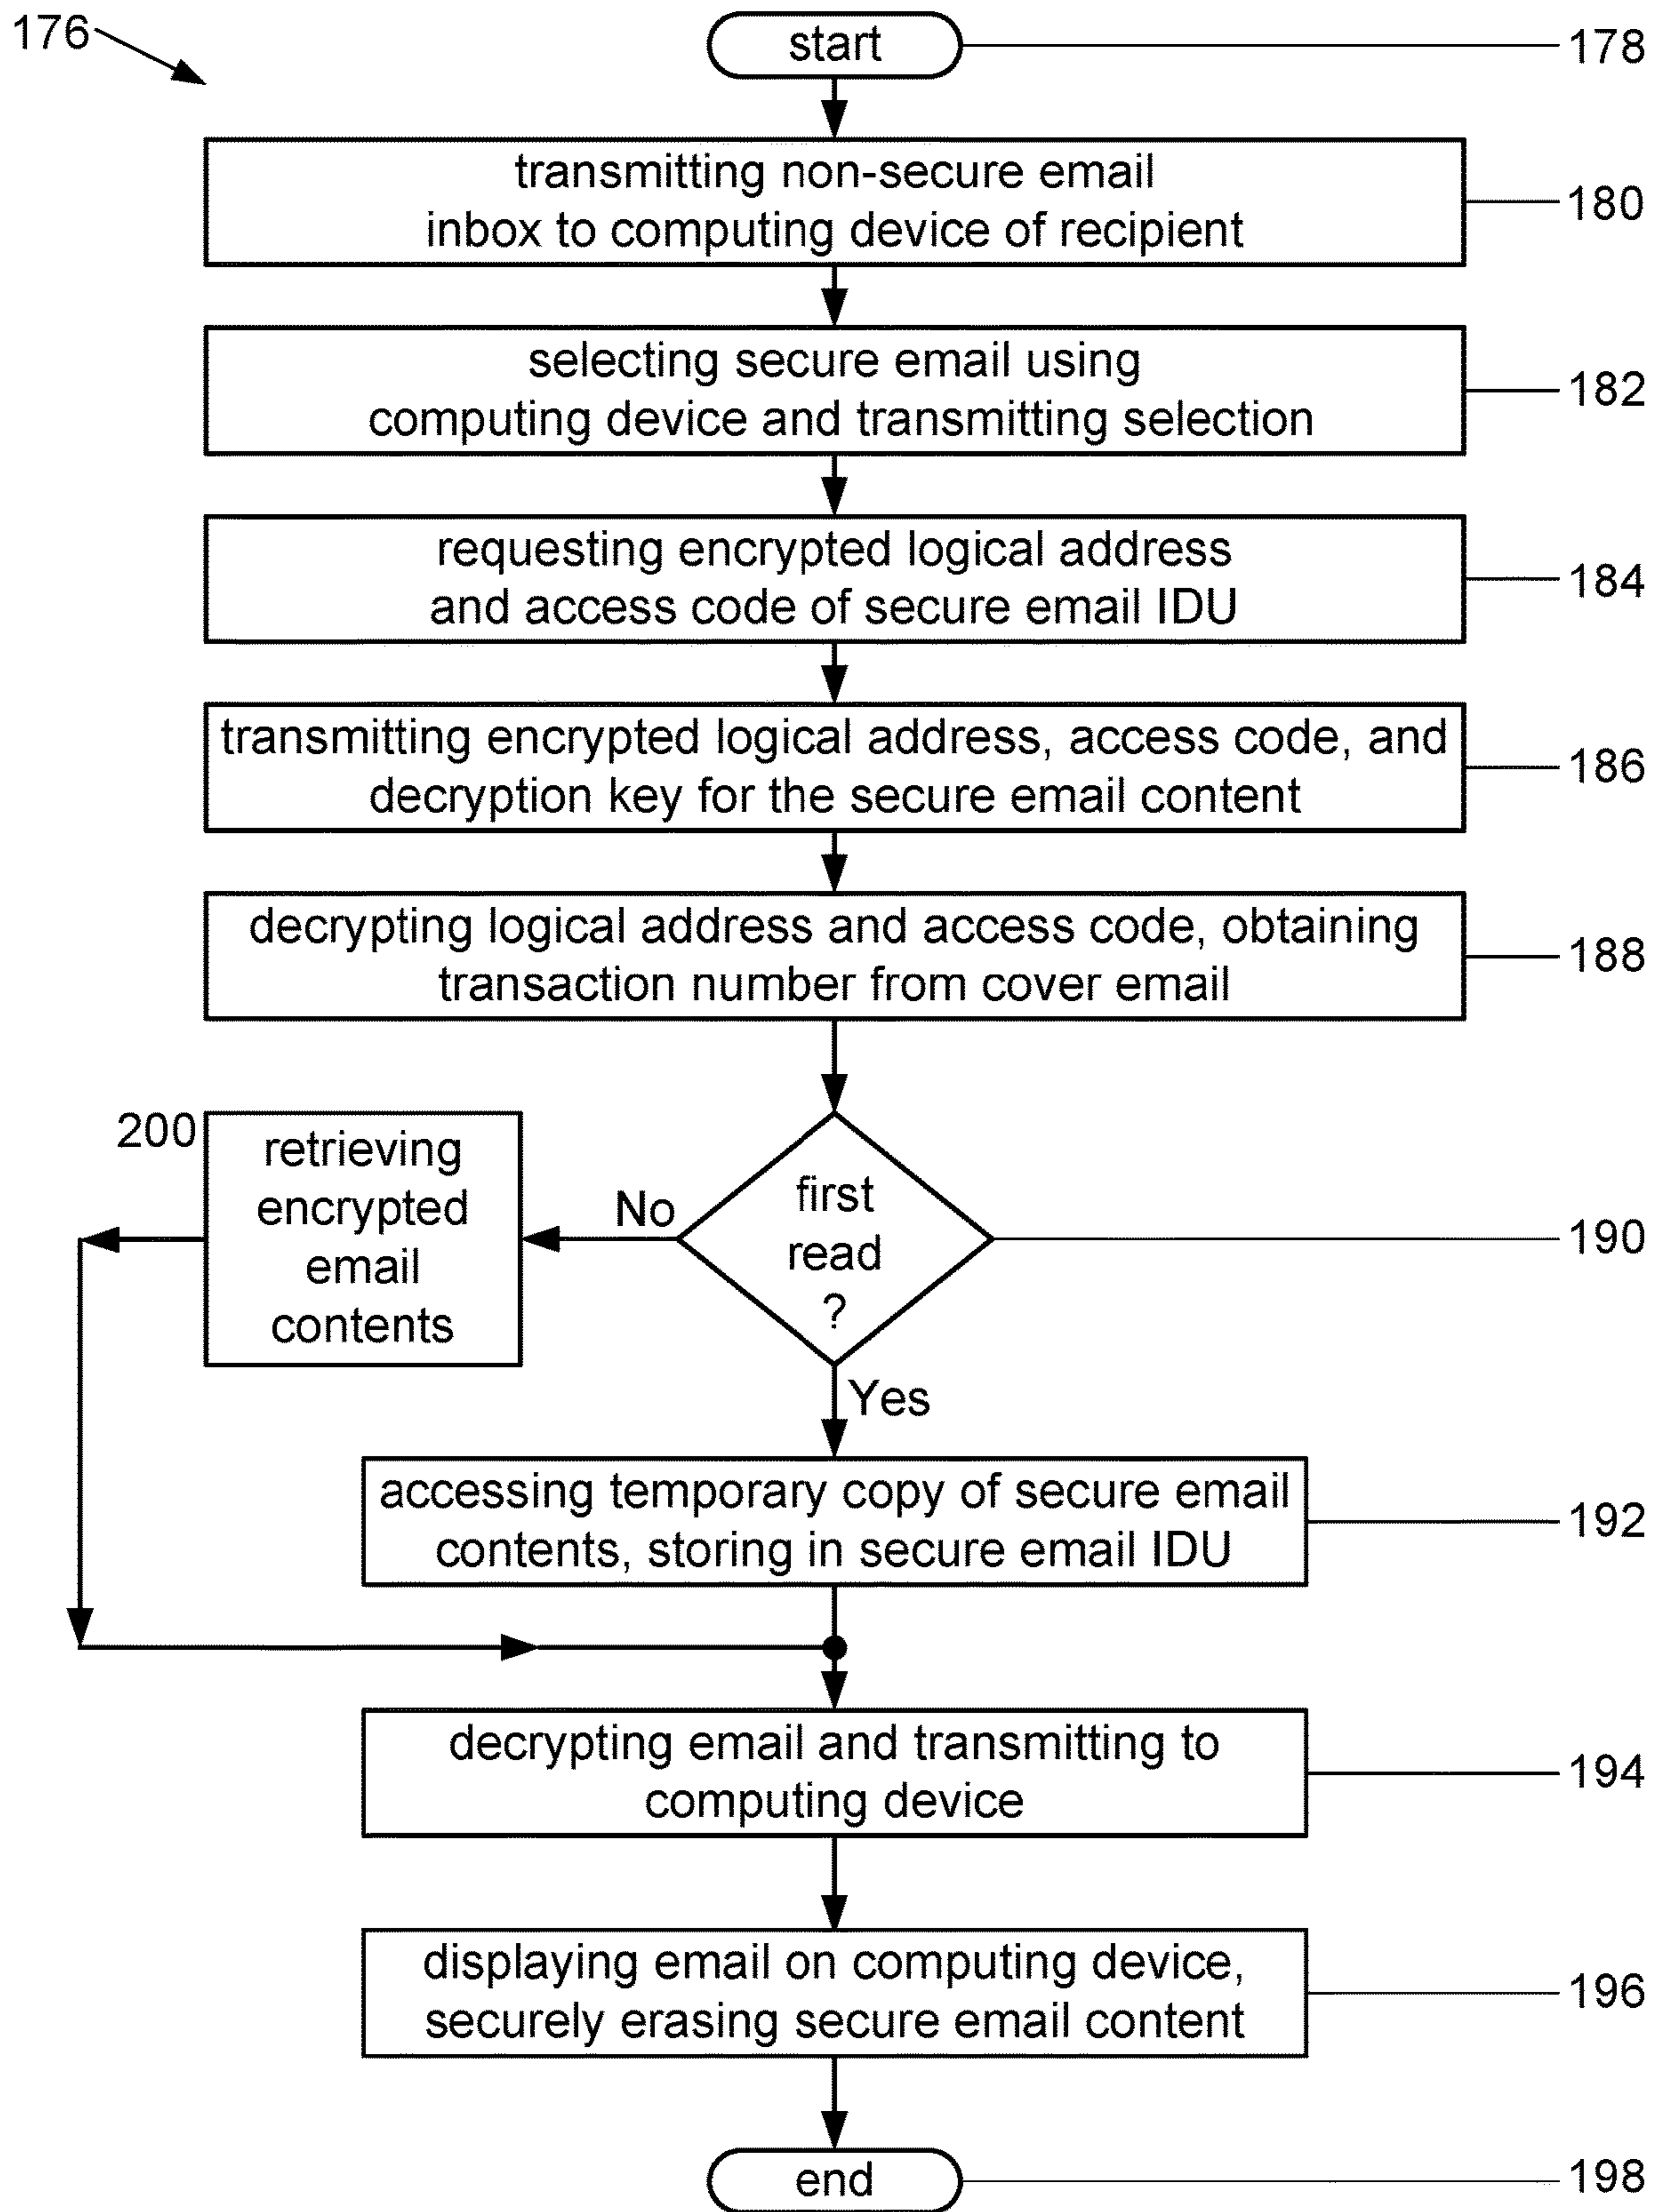 176
start
178
transmitting non-secure email
inbox to computing device of recipient
180
selecting secure email using
computing device and transmitting selection
182
requesting encrypted logical address
and access code of secure email IDU
184
transmitting encrypted logical address, access code, and
decryption key for the secure email content
186
decrypting logical address and access code, obtaining
transaction number from cover email
188
200
retrieving
encrypted
email
contents
No
first
read
?
190
Yes
accessing temporary copy of secure email
contents, storing in secure email IDU
192
decrypting email and transmitting to
computing device
194
displaying email on computing device,
securely erasing secure email content
196
end
198